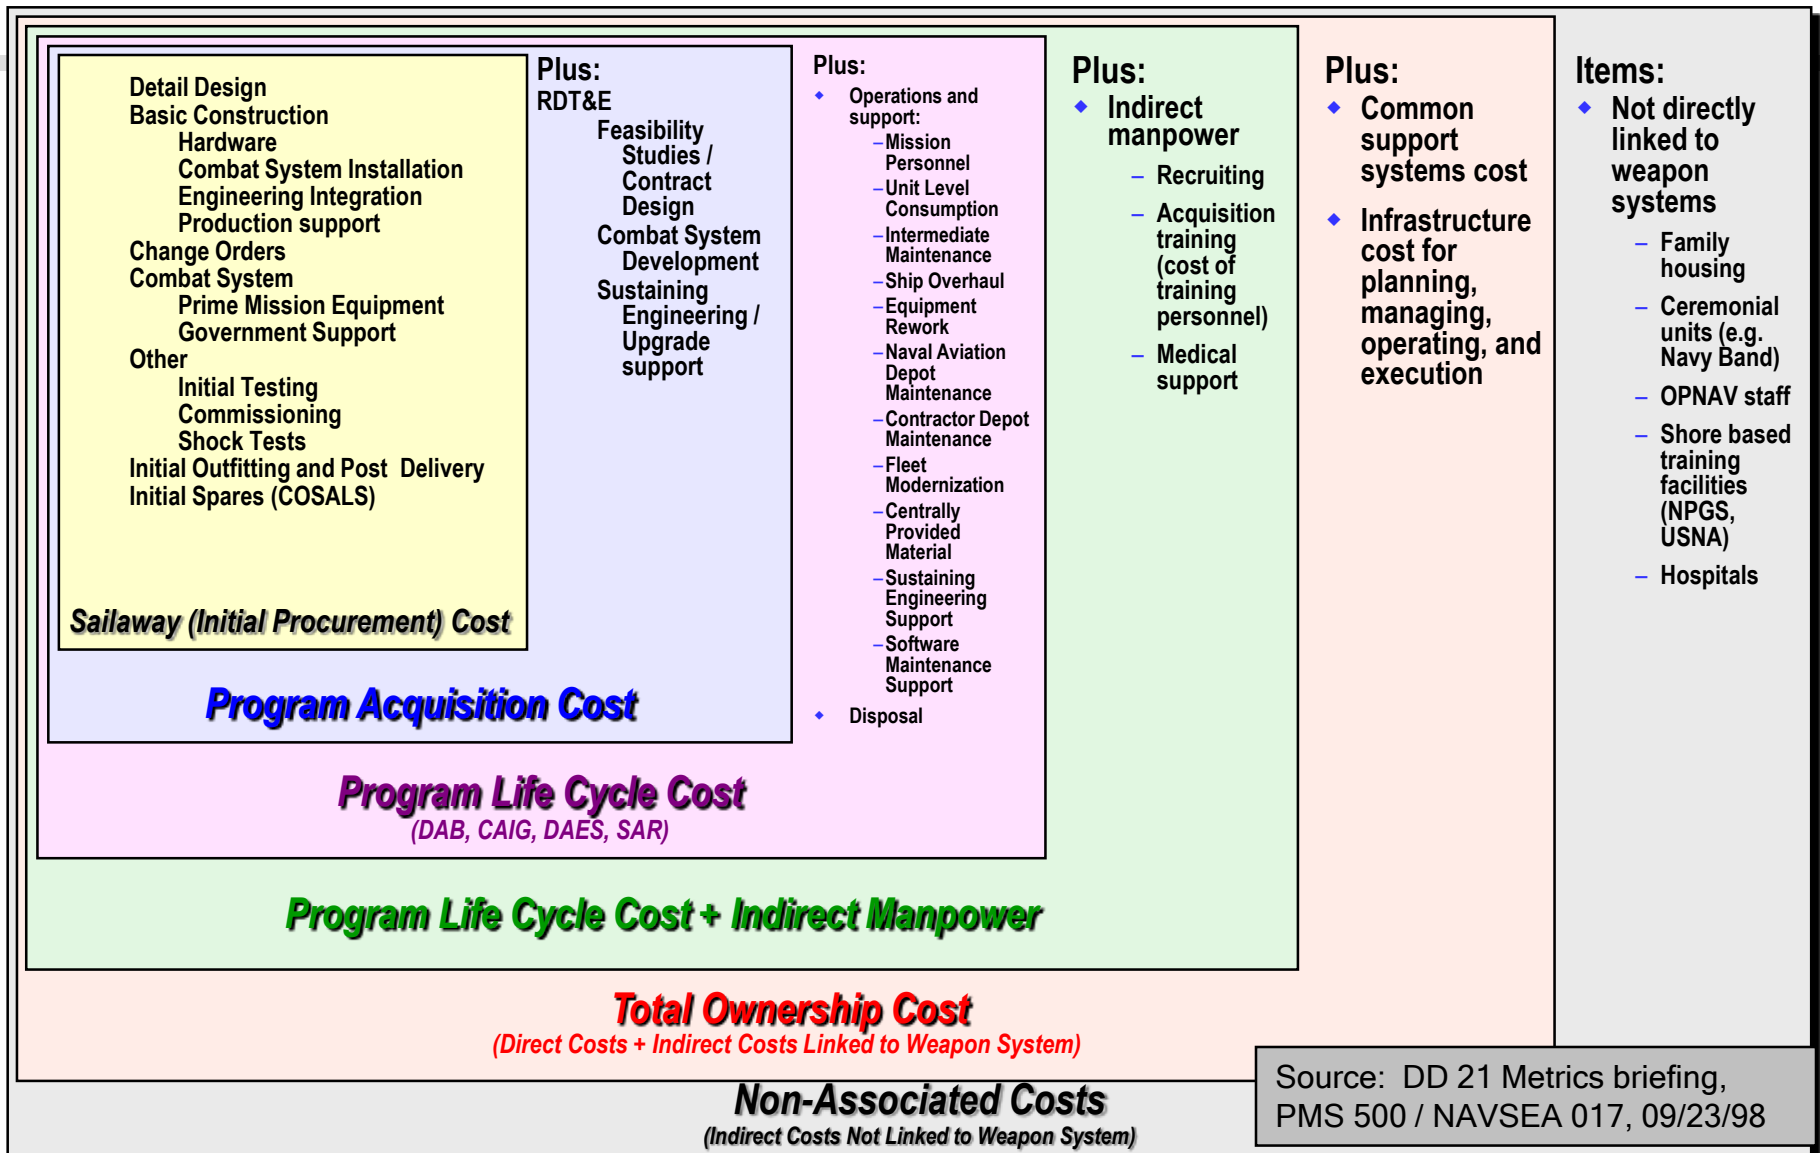 Detail Design
Basic Construction
Hardware
Combat System Installation
Engineering Integration
Production support
Change Orders
Combat System
Prime Mission Equipment
Government Support
Other
Initial Testing
Commissioning
Shock Tests
Initial Outfitting and Post Delivery
Initial Spares (COSALS)
Sailaway (Initial Procurement) Cost
Plus:
RDT&E
Feasibility
Studies /
Contract
Design
Combat System
Development
Sustaining
Engineering /
Upgrade
support
Program Acquisition Cost
Plus:
◆ Operations and
support:
–Mission
Personnel
–Unit Level
Consumption
–Intermediate
Maintenance
–Ship Overhaul
–Equipment
Rework
–Naval Aviation
Depot
Maintenance
–Contractor Depot
Maintenance
–Fleet
Modernization
–Centrally
Provided
Material
–Sustaining
Engineering
Support
–Software
Maintenance
Support
◆ Disposal
Program Life Cycle Cost
(DAB, CAIG, DAES, SAR)
Plus:
◆ Indirect
manpower
– Recruiting
– Acquisition
training
(cost of
training
personnel)
– Medical
support
Program Life Cycle Cost + Indirect Manpower
Plus:
◆ Common
support
systems cost
◆ Infrastructure
cost for
planning,
managing,
operating, and
execution
Total Ownership Cost
(Direct Costs + Indirect Costs Linked to Weapon System)
Items:
◆ Not directly
linked to
weapon
systems
– Family
housing
– Ceremonial
units (e.g.
Navy Band)
– OPNAV staff
– Shore based
training
facilities
(NPGS,
USNA)
– Hospitals
Non-Associated Costs
(Indirect Costs Not Linked to Weapon System)
Source: DD 21 Metrics briefing,
PMS 500 / NAVSEA 017, 09/23/98